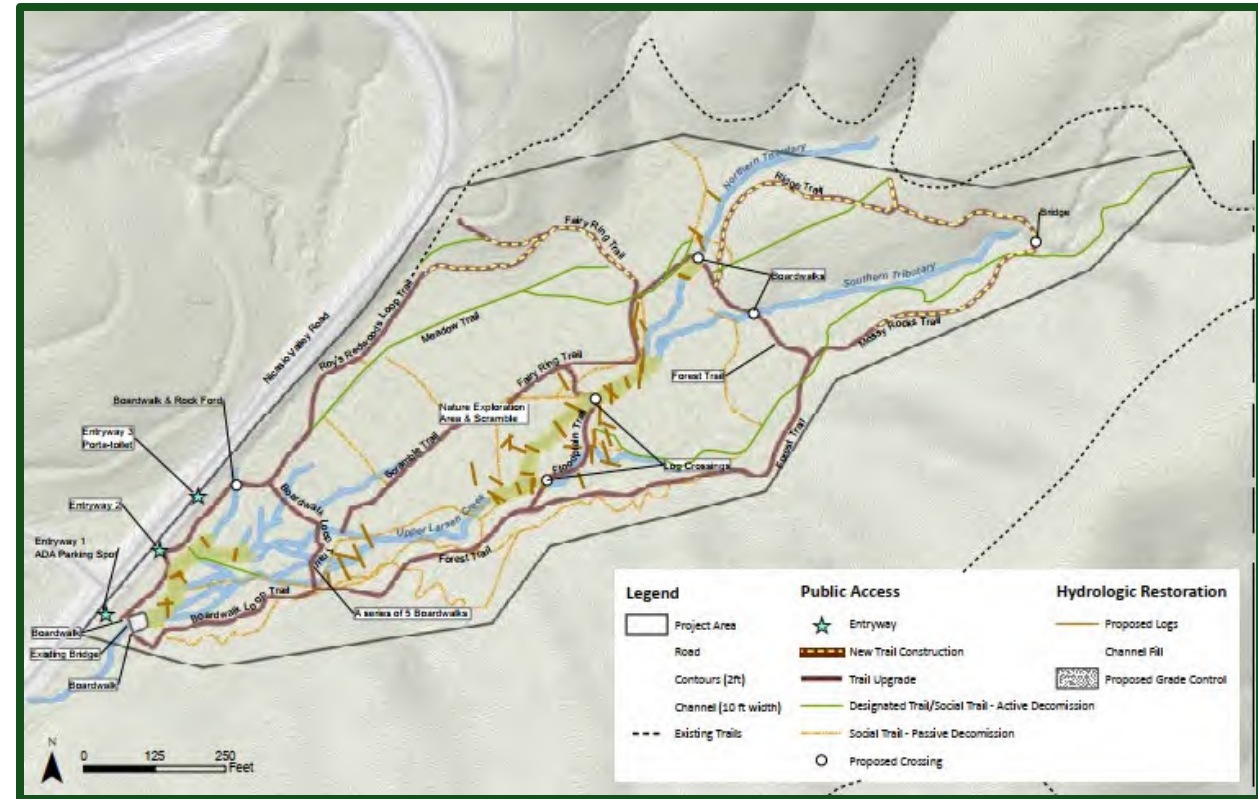 Northern Tributary
Ridge Trail
Bridge
Fairy Ring Trail
Boardwalks
Southern Tributary
Roy's Redwoods Loop Trail
Nicasio Valley Road
Meadow Trail
Mossy Rocks Trail
Forest Trail
Fairy Ring Trail
Boardwalk & Rock Ford
Nature Exploration
Area & Scramble
Entryway 3
Porta-toilet
Scramble Trail
Floodplain Trail
Log Crossings
Forest Trail
Entryway 2
Boardwalk Loop Trail
Upper Larsen Creek
Entryway 1
ADA Parking Spot
Forest Trail
Boardwalk Loop Trail
A series of 5 Boardwalks
Boardwalk
Existing Bridge
Boardwalk
N
0 125 250
Feet
Legend
Project Area
Road
Contours (2ft)
Channel (10 ft width)
Existing Trails
Public Access
Entryway
New Trail Construction
Trail Upgrade
Designated Trail/Social Trail - Active Decomission
Social Trail - Passive Decomission
Proposed Crossing
Hydrologic Restoration
Proposed Logs
Channel Fill
Proposed Grade Control